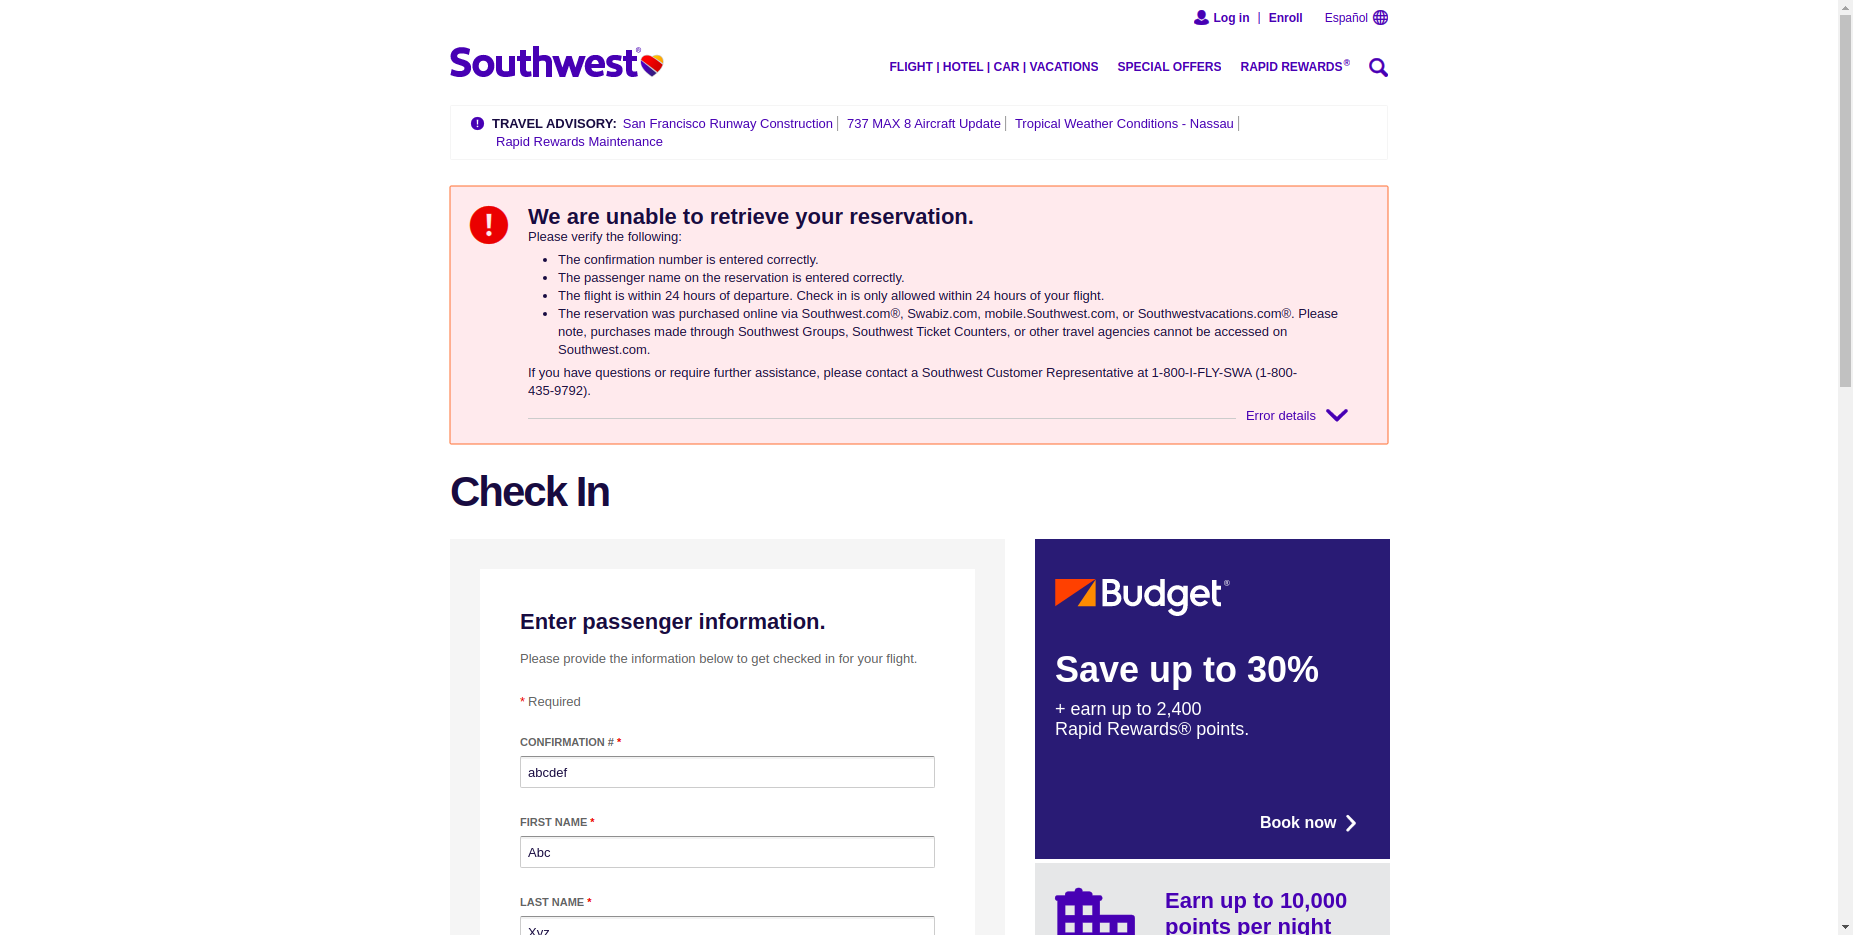 Log in | Enroll Español
Southwest®
FLIGHT | HOTEL | CAR | VACATIONS SPECIAL OFFERS RAPID REWARDS®
TRAVEL ADVISORY: San Francisco Runway Construction | 737 MAX 8 Aircraft Update | Tropical Weather Conditions - Nassau |
Rapid Rewards Maintenance
We are unable to retrieve your reservation.
Please verify the following:
• The confirmation number is entered correctly.
• The passenger name on the reservation is entered correctly.
• The flight is within 24 hours of departure. Check in is only allowed within 24 hours of your flight.
• The reservation was purchased online via Southwest.com®, Swabiz.com, mobile.Southwest.com, or Southwestvacations.com®. Please
note, purchases made through Southwest Groups, Southwest Ticket Counters, or other travel agencies cannot be accessed on
Southwest.com.
If you have questions or require further assistance, please contact a Southwest Customer Representative at 1-800-I-FLY-SWA (1-800-
435-9792).
Error details
Check In
Enter passenger information.
Please provide the information below to get checked in for your flight.
* Required
CONFIRMATION # *
abcdef
FIRST NAME *
Abc
LAST NAME *
Xyz
Budget®
Save up to 30%
+ earn up to 2,400
Rapid Rewards® points.
Book now
Earn up to 10,000
points per night